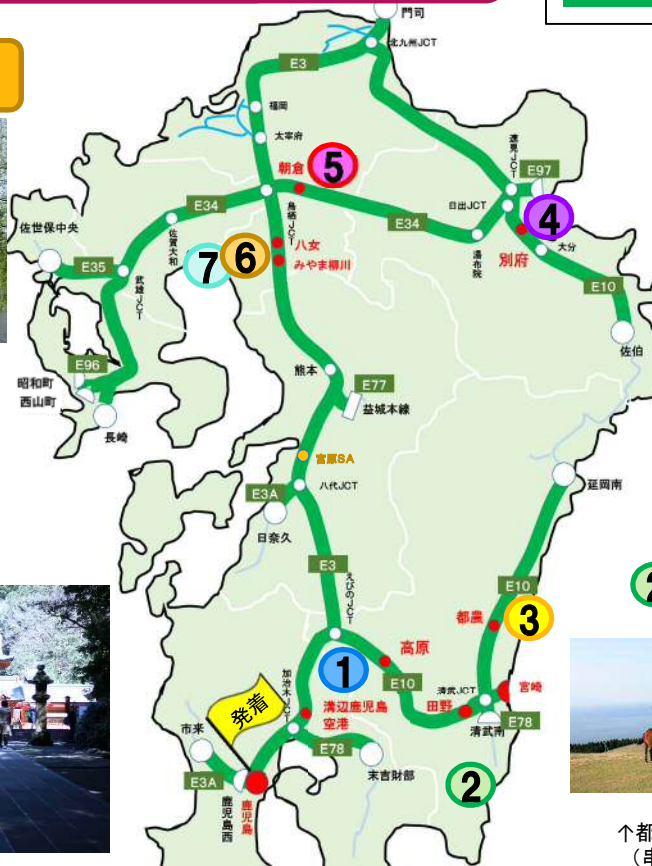 門司
北九州JCT
E3
福岡
太宰府
朝倉
5
速見JCT
E97
日出JCT
4
E34
鳥栖JCT
E34
佐世保中央
佐賀大和
八女
みやま柳川
7
6
湯布院
別府
大分
E35
武雄JCT
E10
佐伯
E96
昭和町
西山町
長崎
熊本
E77
益城本線
宮原SA
八代JCT
E3A
日奈久
延岡南
E3
えびのJCT
E10
2
都農
3
高原
1
E10
加治木JCT
発着
溝辺鹿児島
空港
清武JCT
宮崎
田野
E78
清武南
市来
E78
末吉財部
E3A
鹿児島西
鹿児島
2
↑都
(串